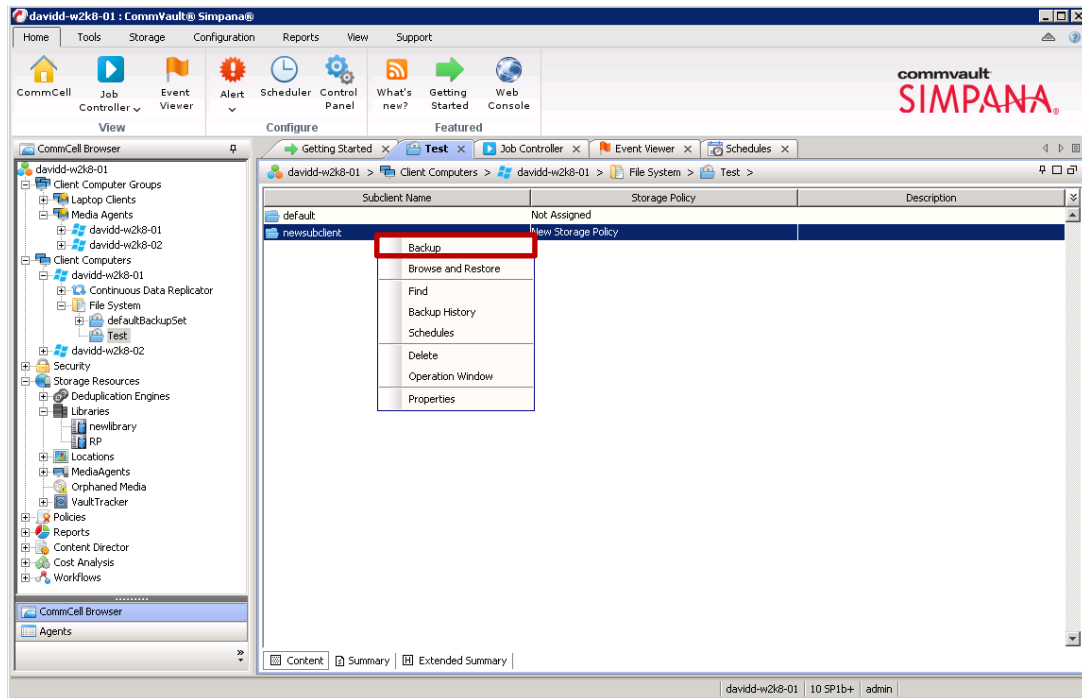 davidd-w2k8-01 : CommVault® Simpana®
Home Tools Storage Configuration Reports View Support
CommCell Job Controller Event Viewer Alert Scheduler Control Panel What's new? Getting Started Web Console
View Configure Featured
commvault
SIMPANA®
CommCell Browser
Getting Started Test Job Controller Event Viewer Schedules
davidd-w2k8-01 > Client Computers > davidd-w2k8-01 > File System > Test >
davidd-w2k8-01
Client Computer Groups
Laptop Clients
Media Agents
davidd-w2k8-01
davidd-w2k8-02
Client Computers
davidd-w2k8-01
Continuous Data Replicator
File System
defaultBackupSet
Test
davidd-w2k8-02
Security
Storage Resources
Deduplication Engines
Libraries
newlibrary
RP
Locations
MediaAgents
Orphaned Media
VaultTracker
Policies
Reports
Content Director
Cost Analysis
Workflows
CommCell Browser
Agents
Subclient Name Storage Policy Description
default Not Assigned
newsubclient New Storage Policy
Backup
Browse and Restore
Find
Backup History
Schedules
Delete
Operation Window
Properties
Content Summary Extended Summary
davidd-w2k8-01 10 SP1b+ admin